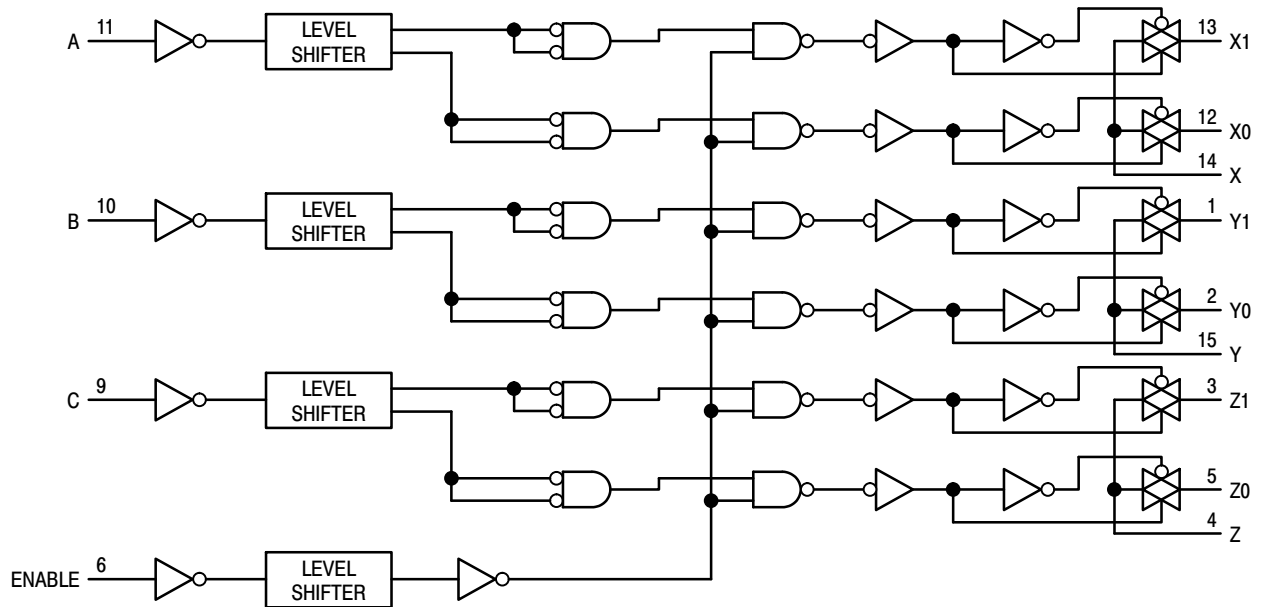 A 11 LEVEL SHIFTER 13 X1
12 X0
14 X
B 10 LEVEL SHIFTER 1 Y1
2 Y0
15 Y
C 9 LEVEL SHIFTER 3 Z1
5 Z0
4 Z
ENABLE 6 LEVEL SHIFTER